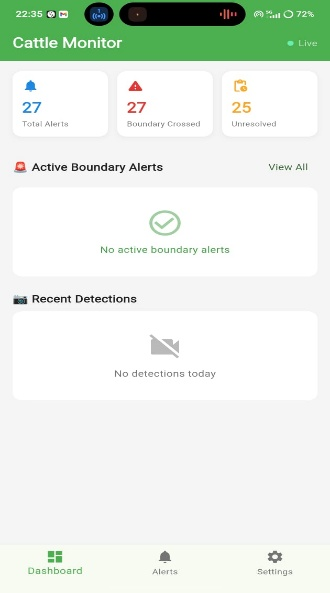 22:35 72%
Cattle Monitor
Live
27 27 25
Total Alerts Boundary Crossed Unresolved
Active Boundary Alerts View All
No active boundary alerts
Recent Detections
No detections today
Dashboard Alerts Settings